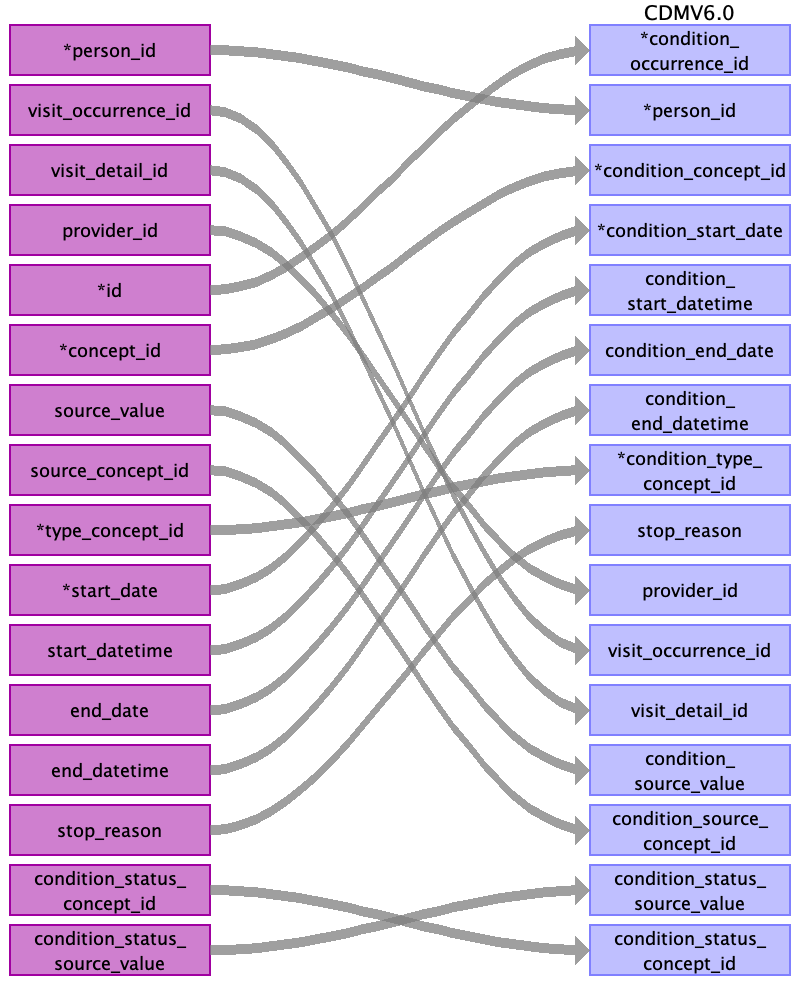 CDMV6.0
*person_id
visit_occurrence_id
visit_detail_id
provider_id
*id
*concept_id
source_value
source_concept_id
*type_concept_id
*start_date
start_datetime
end_date
end_datetime
stop_reason
condition_status_
concept_id
condition_status_
source_value
*condition_
occurrence_id
*person_id
*condition_concept_id
*condition_start_date
condition_
start_datetime
condition_end_date
condition_
end_datetime
*condition_type_
concept_id
stop_reason
provider_id
visit_occurrence_id
visit_detail_id
condition_
source_value
condition_source_
concept_id
condition_status_
source_value
condition_status_
concept_id